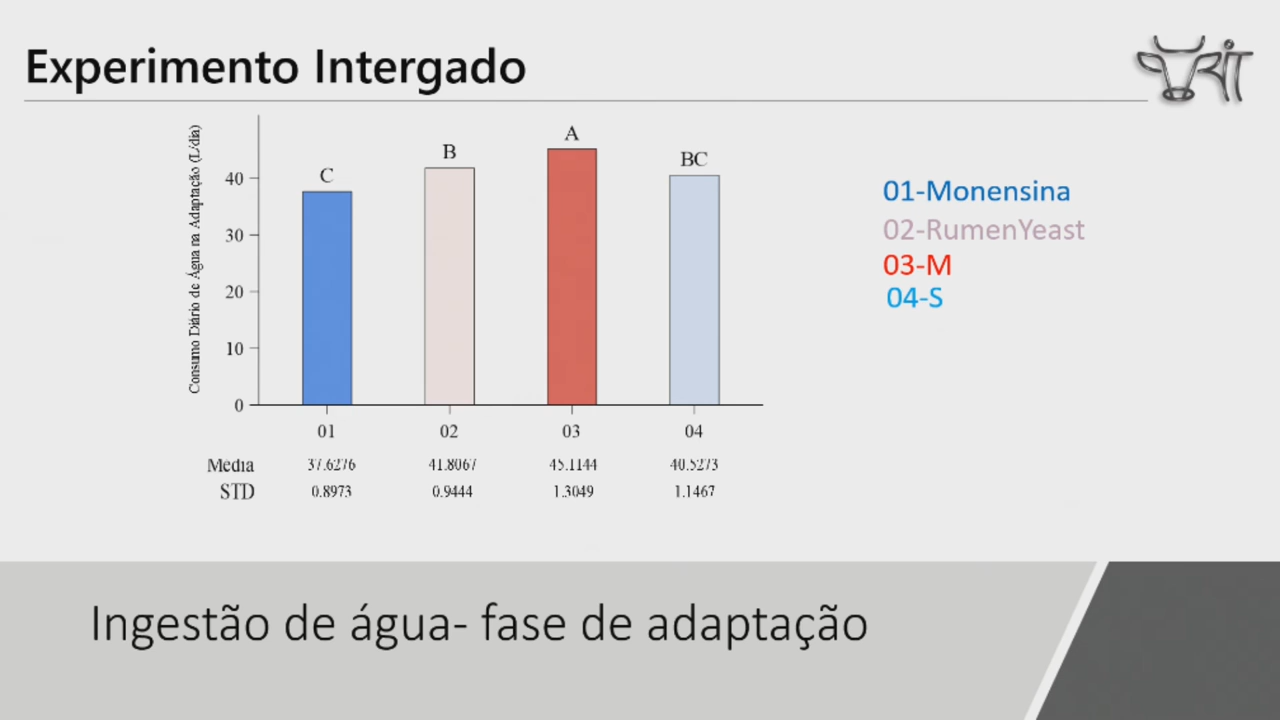 Experimento Intergado
Consumo Diário de Água na Adaptação (L/dia)
40
30
20
10
0
C
B
A
BC
01 02 03 04
Média 37.6276 41.8067 45.1144 40.5273
STD 0.8973 0.9444 1.3049 1.1467
01-Monensina
02-RumenYeast
03-M
04-S
Ingestão de água- fase de adaptação